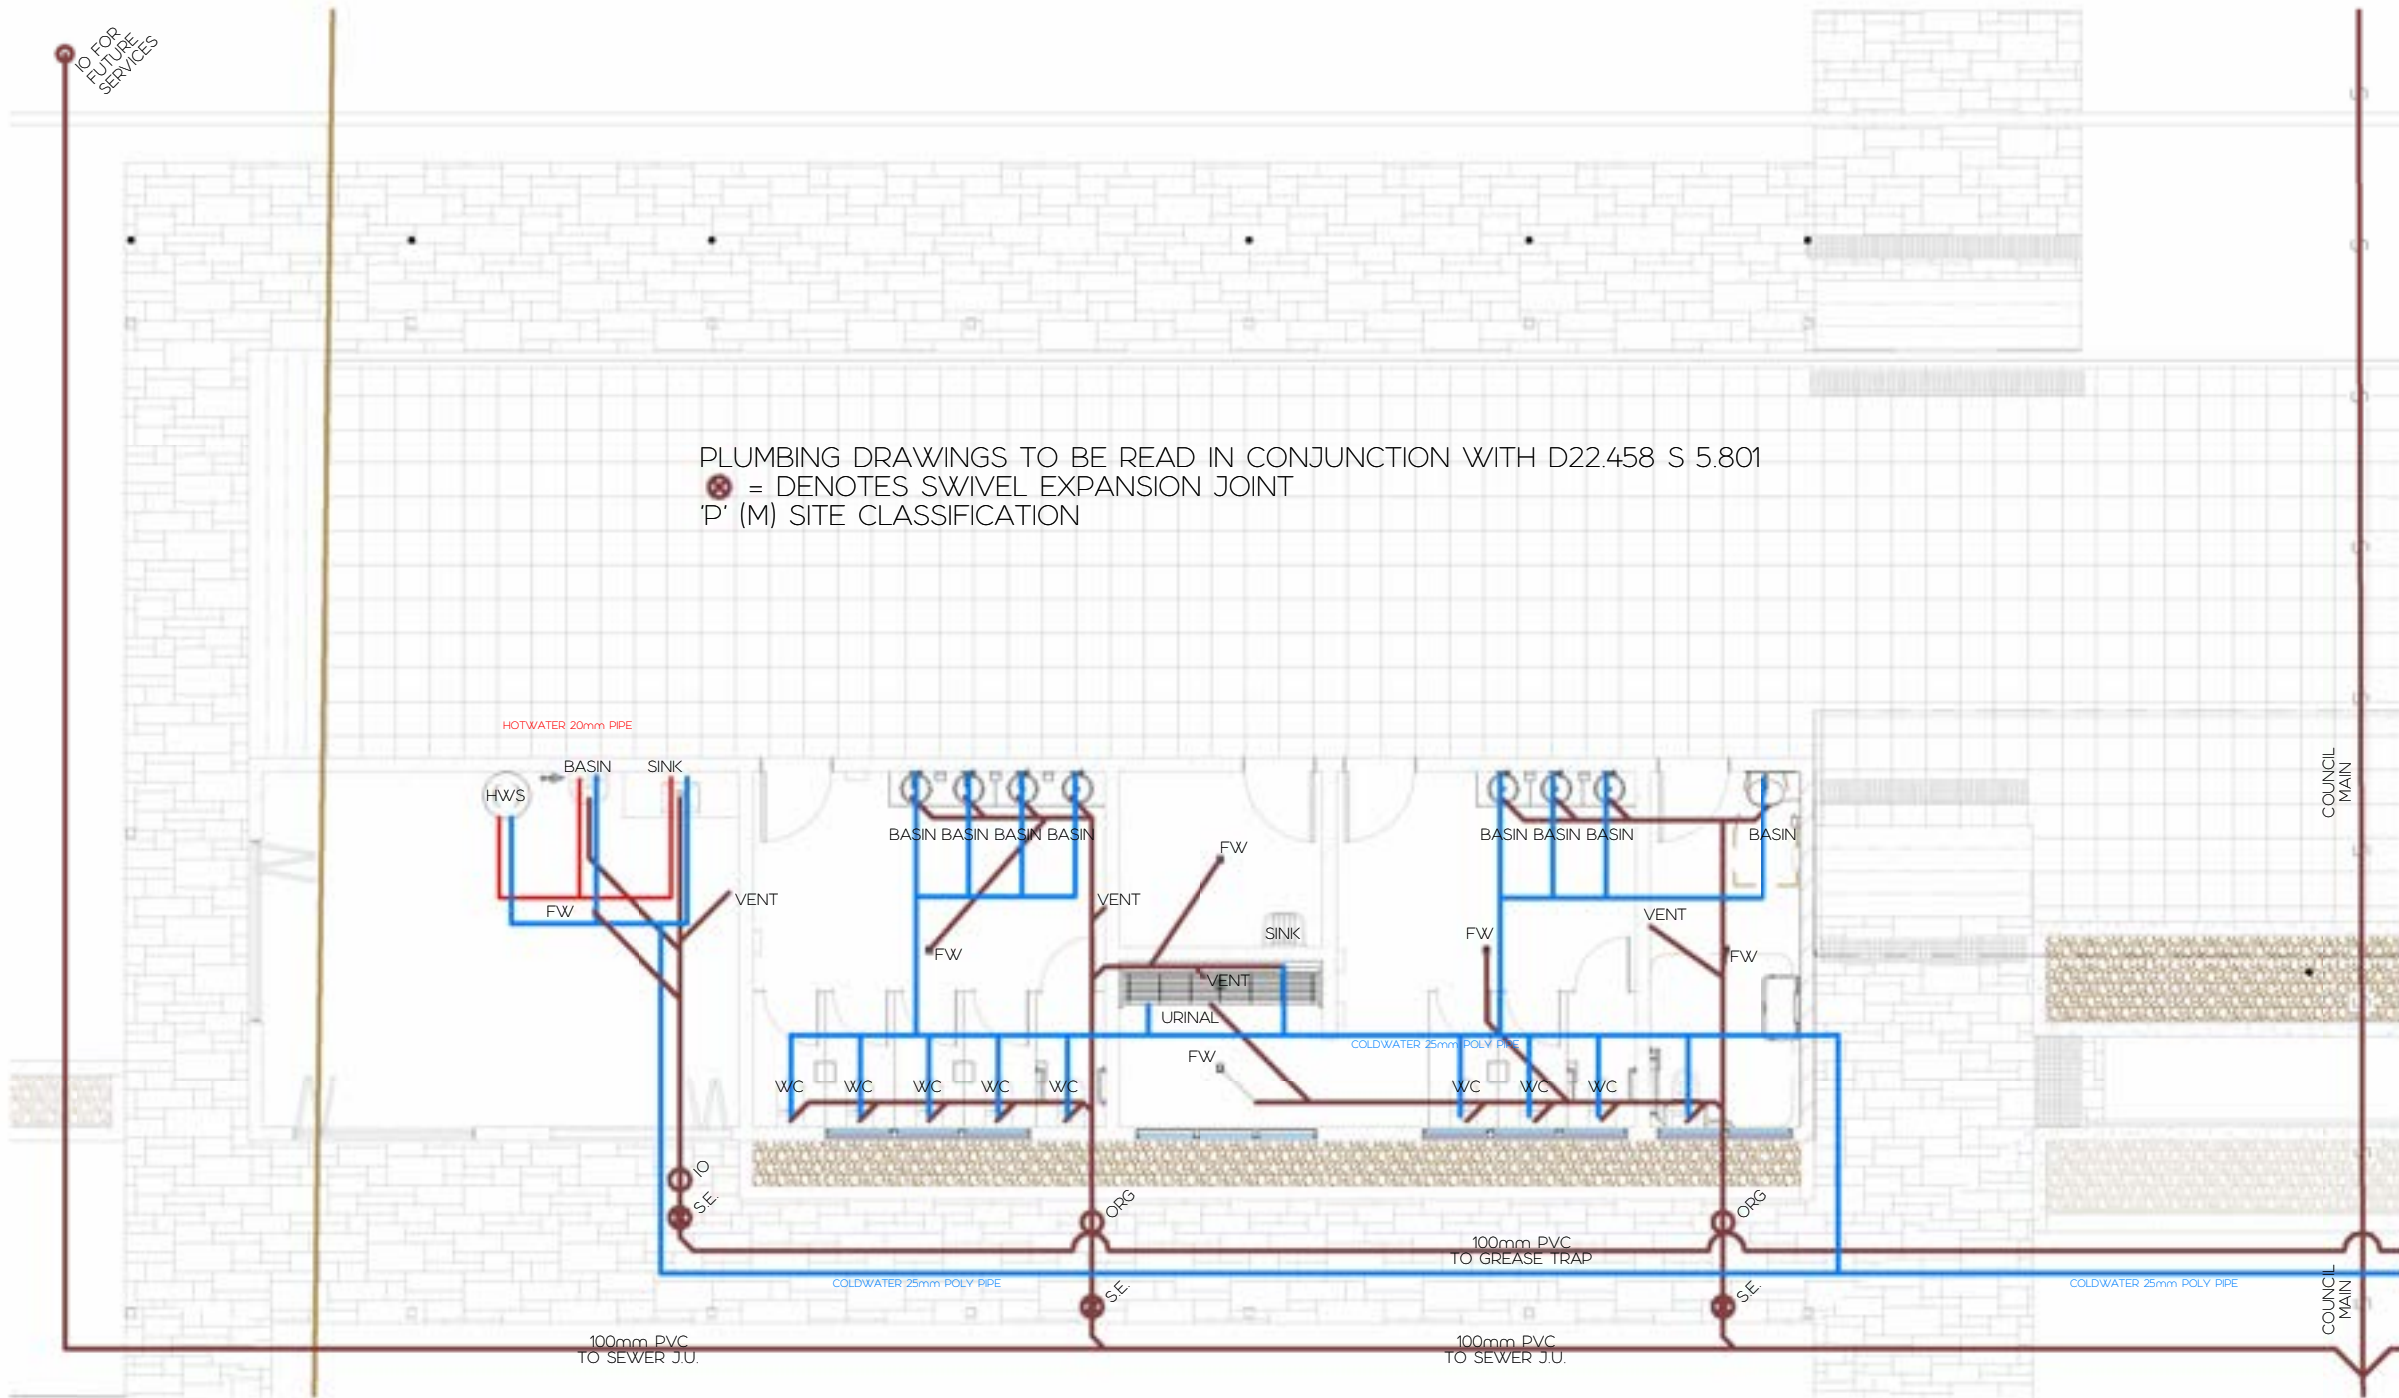 IO FOR
FUTURE
SERVICES
PLUMBING DRAWINGS TO BE READ IN CONJUNCTION WITH D22.458 S 5.801
= DENOTES SWIVEL EXPANSION JOINT
'P' (M) SITE CLASSIFICATION
HOTWATER 20mm PIPE
BASIN SINK
HWS
COUNCIL
MAIN
BASIN BASIN BASIN BASIN
BASIN BASIN BASIN
BASIN
FW
VENT
VENT
FW
VENT
SINK
FW
FW
FW
VENT
URINAL
COLDWATER 25mm POLY PIPE
FW
WC WC WC WC WC
WC WC WC
IO
S.E.
ORG
ORG
100mm PVC
TO GREASE TRAP
COLDWATER 25mm POLY PIPE
COLDWATER 25mm POLY PIPE
S.E.
S.E.
COUNCIL
MAIN
100mm PVC
TO SEWER J.U.
100mm PVC
TO SEWER J.U.